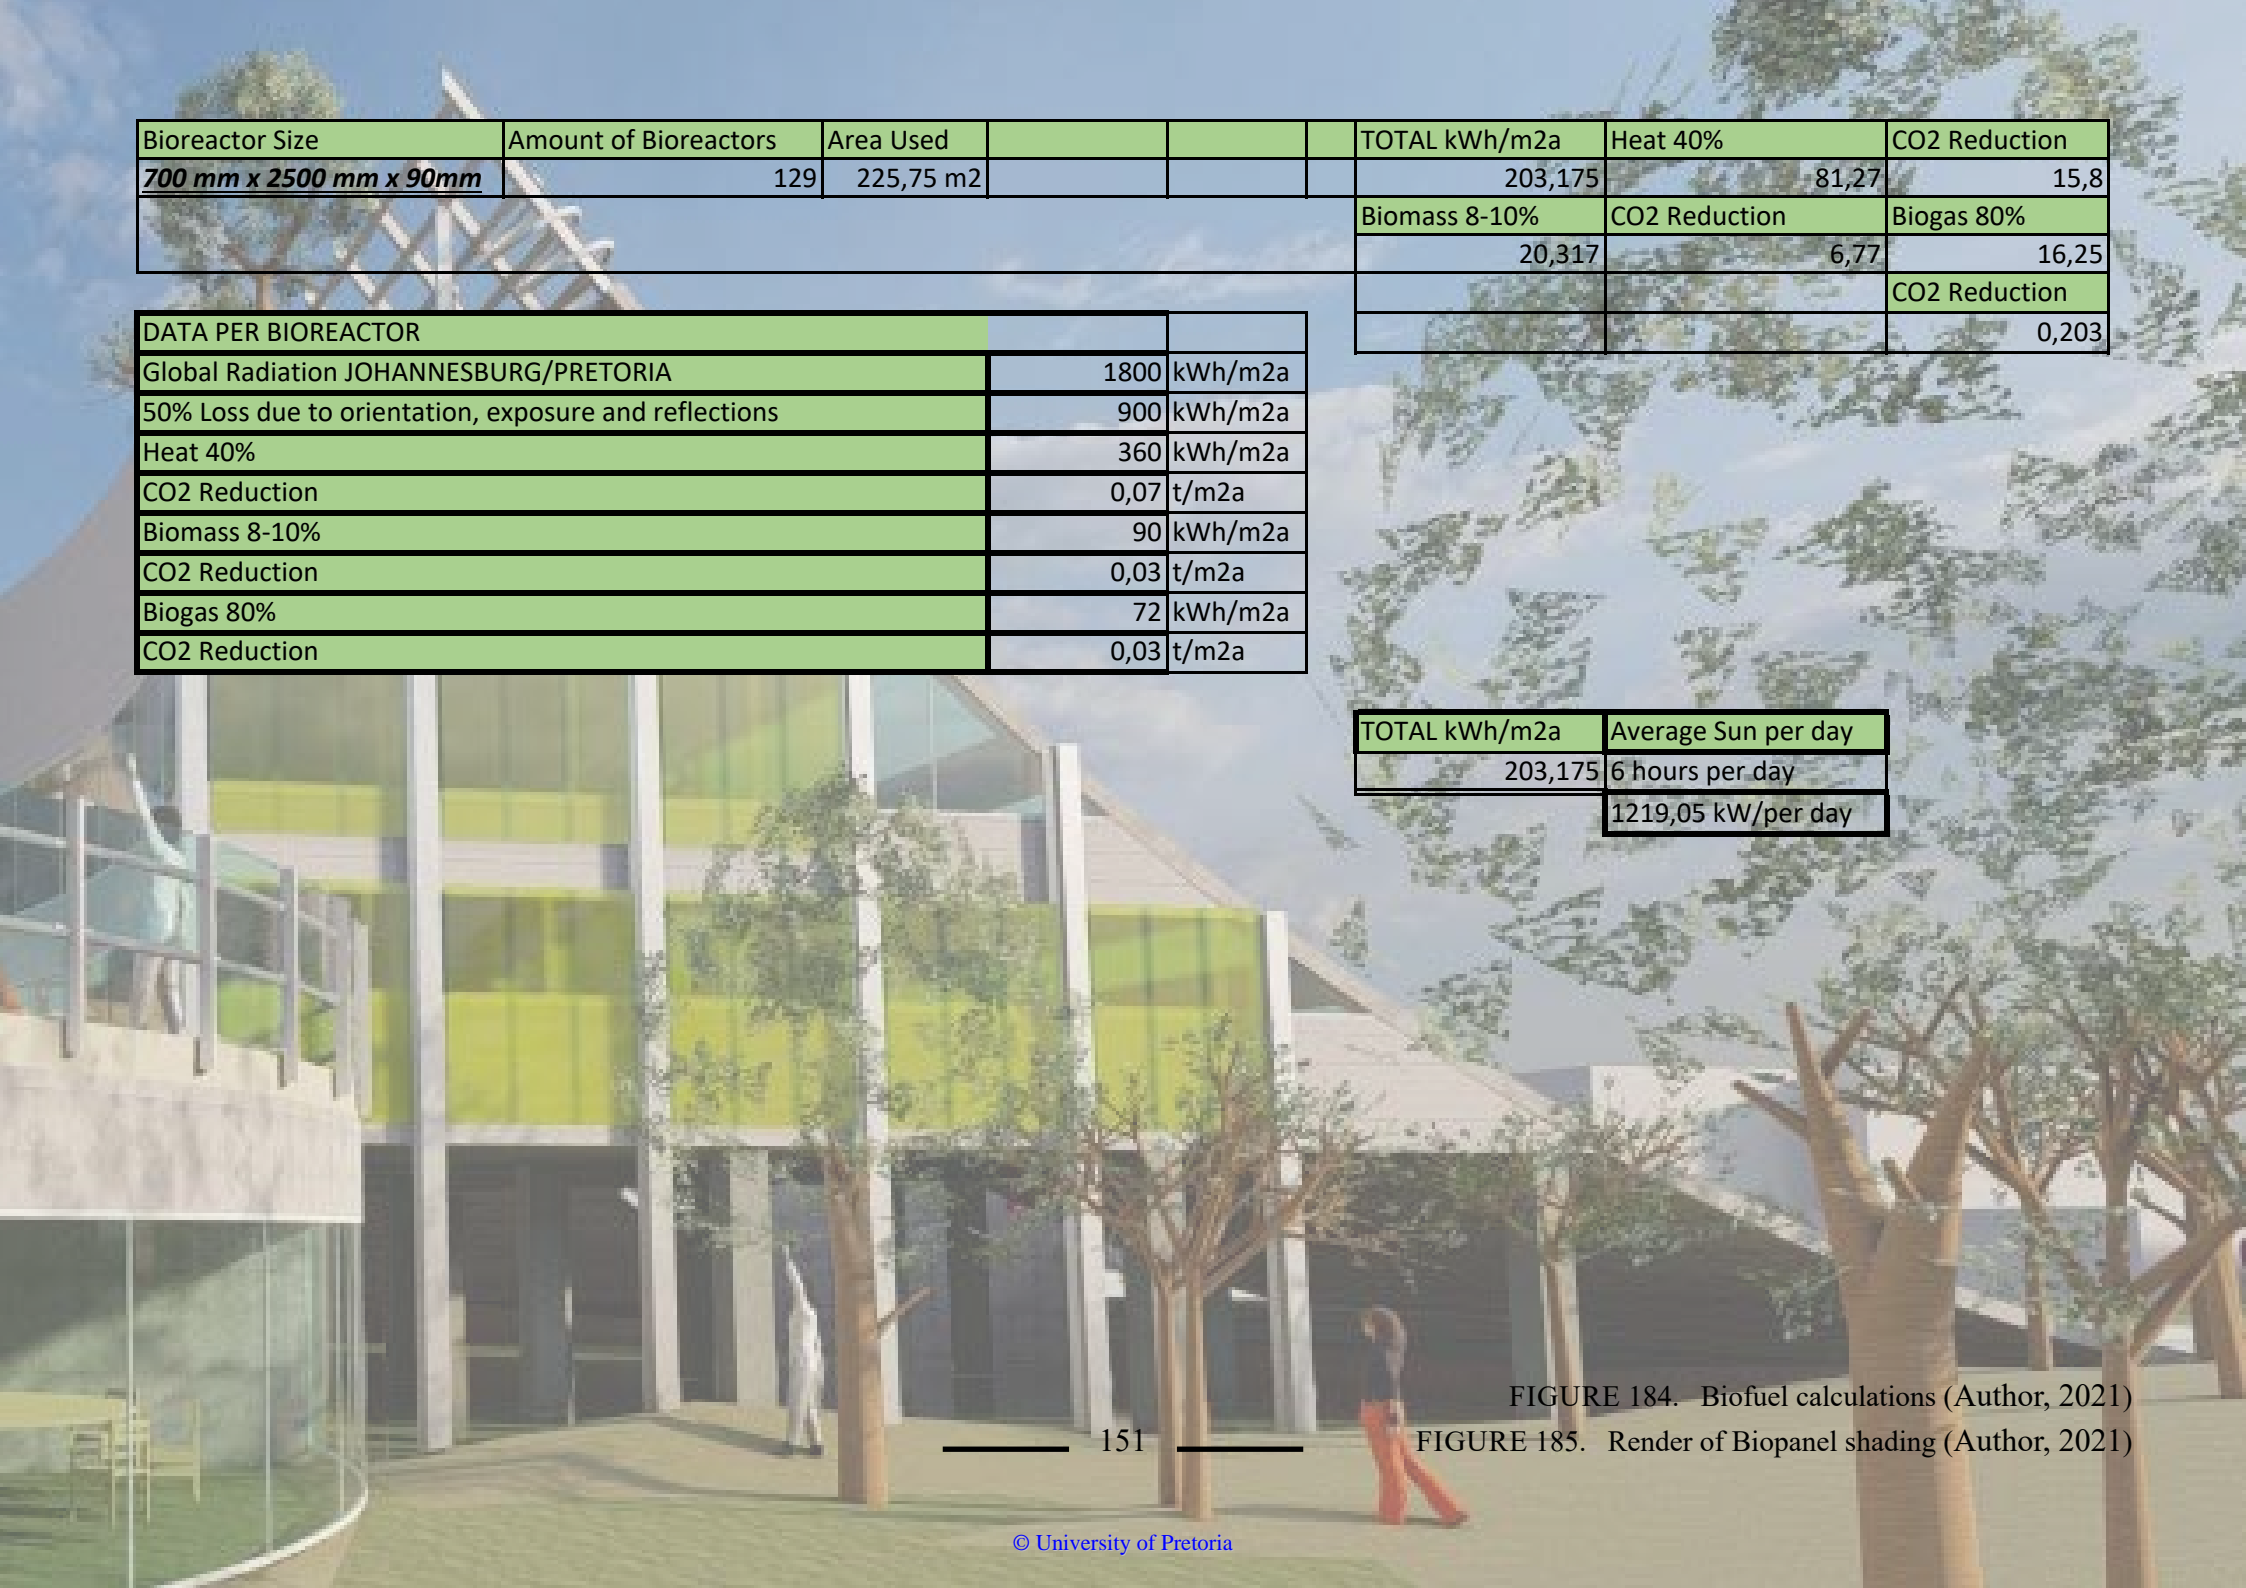 Bioreactor Size Amount of Bioreactors Area Used TOTAL kWh/m2a Heat 40% CO2 Reduction
700 mm x 2500 mm x 90mm 129 225,75 m2 203,175 81,27 15,8
Biomass 8-10% CO2 Reduction Biogas 80%
20,317 6,77 16,25
CO2 Reduction
0,203
DATA PER BIOREACTOR
Global Radiation JOHANNESBURG/PRETORIA 1800 kWh/m2a
50% Loss due to orientation, exposure and reflections 900 kWh/m2a
Heat 40% 360 kWh/m2a
CO2 Reduction 0,07 t/m2a
Biomass 8-10% 90 kWh/m2a
CO2 Reduction 0,03 t/m2a
Biogas 80% 72 kWh/m2a
CO2 Reduction 0,03 t/m2a
TOTAL kWh/m2a Average Sun per day
203,175 6 hours per day
1219,05 kW/per day
FIGURE 184. Biofuel calculations (Author, 2021)
151 FIGURE 185. Render of Biopanel shading (Author, 2021)
© University of Pretoria